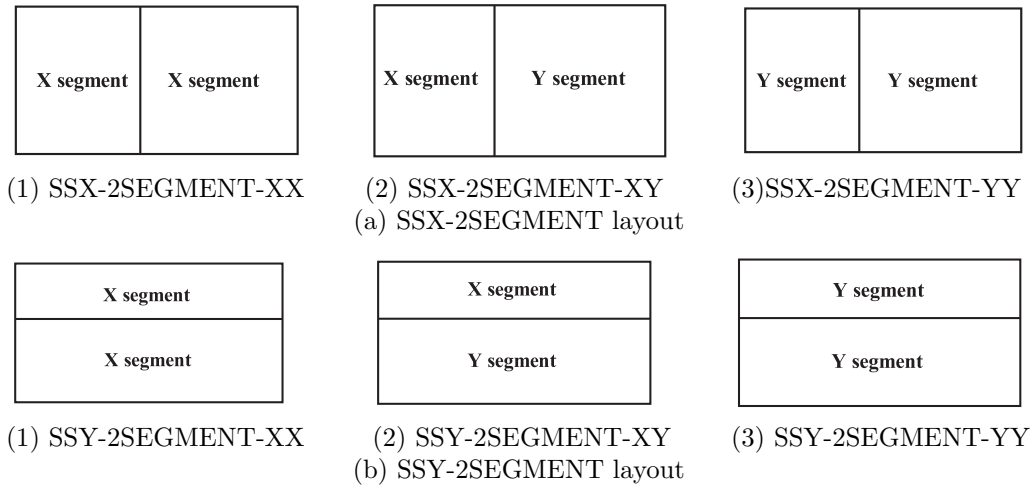 X segment X segment X segment Y segment Y segment Y segment
(1) SSX-2SEGMENT-XX (2) SSX-2SEGMENT-XY (3)SSX-2SEGMENT-YY
(a) SSX-2SEGMENT layout
X segment X segment Y segment
X segment Y segment Y segment
(1) SSY-2SEGMENT-XX (2) SSY-2SEGMENT-XY (3) SSY-2SEGMENT-YY
(b) SSY-2SEGMENT layout